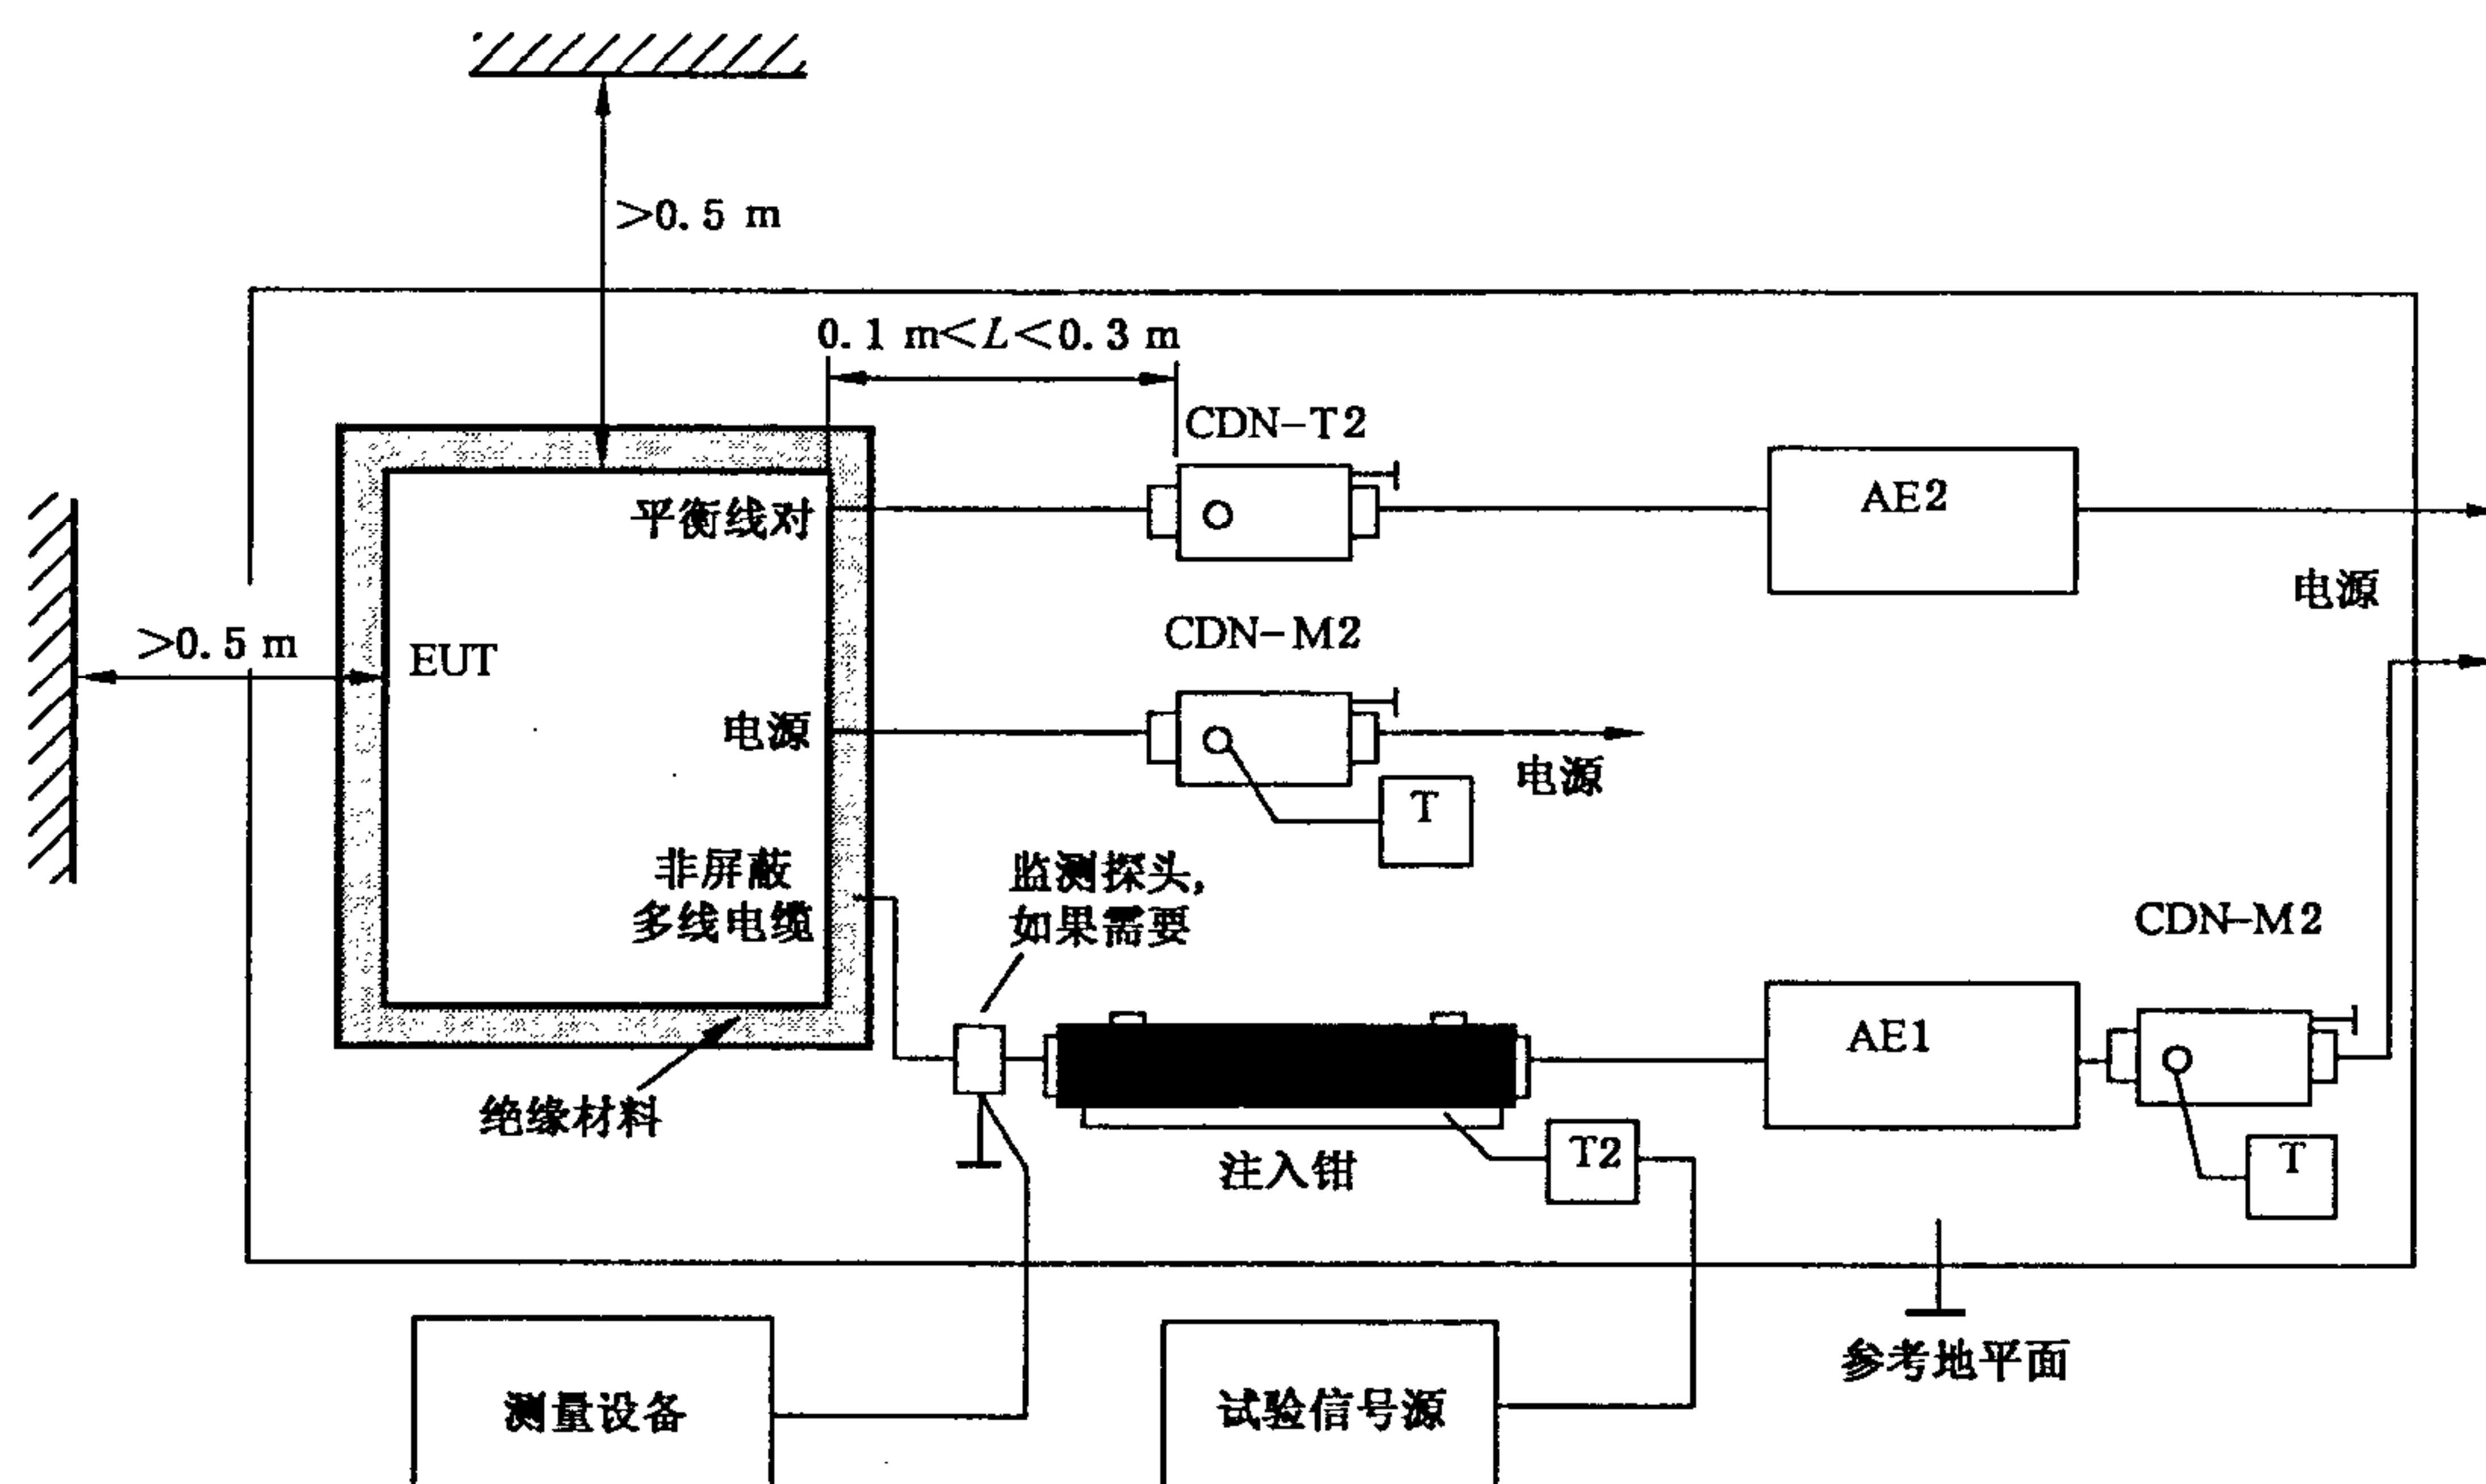 >0.5 m
0.1 m<L<0.3 m
CDN-T2
平衡线对
AE2
电源
>0.5 m
EUT
CDN-M2
电源
电源
T
非屏蔽
多线电缆
监测探头,
如果需要
CDN-M2
AE1
绝缘材料
注入钳
T2
T
参考地平面
测量设备
试验信号源